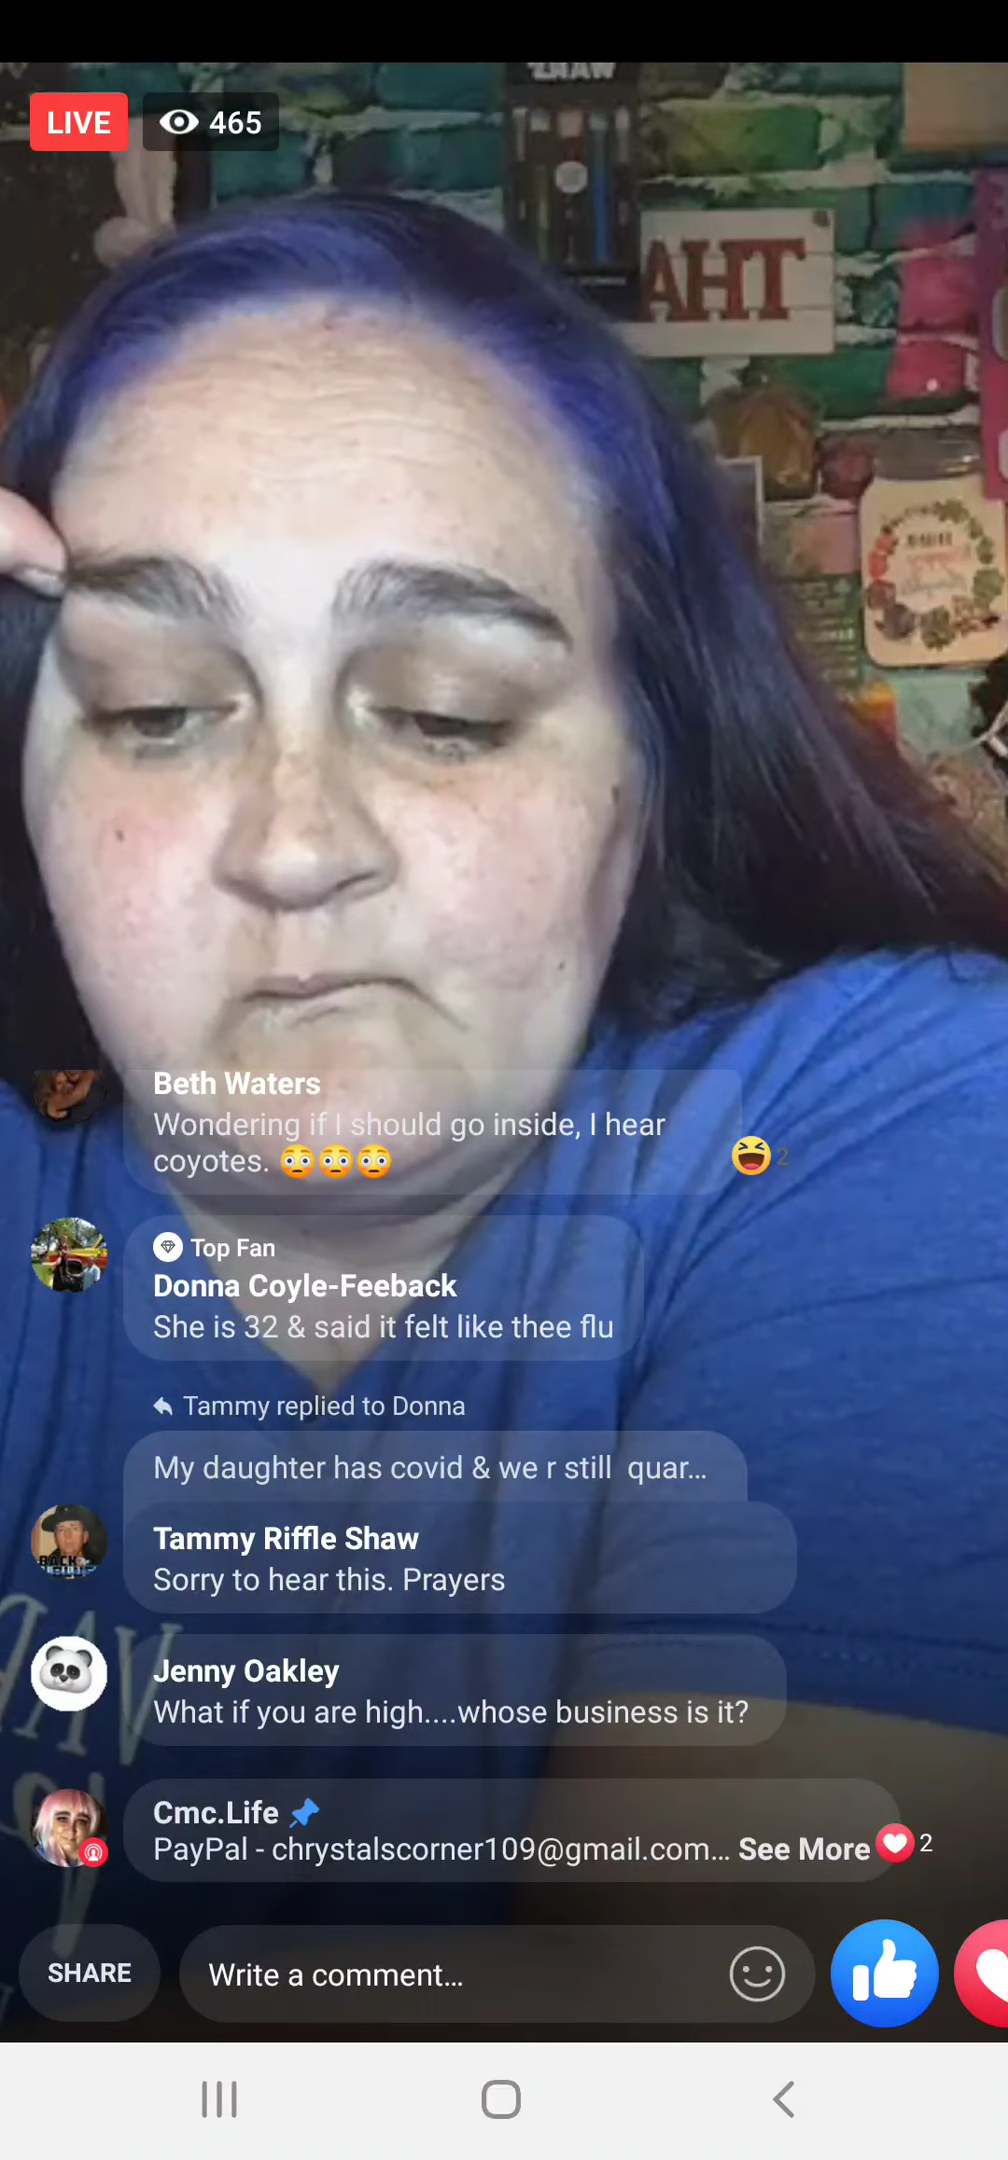 LIVE 465
AHT
Beth Waters
Wondering if I should go inside, I hear
coyotes. 😳😳😳
😆 2
Top Fan
Donna Coyle-Feeback
She is 32 & said it felt like thee flu
Tammy replied to Donna
My daughter has covid & we r still quar...
Tammy Riffle Shaw
Sorry to hear this. Prayers
Jenny Oakley
What if you are high....whose business is it?
Cmc.Life 📌
PayPal - chrystalscorner109@gmail.com... See More
2
SHARE
Write a comment...